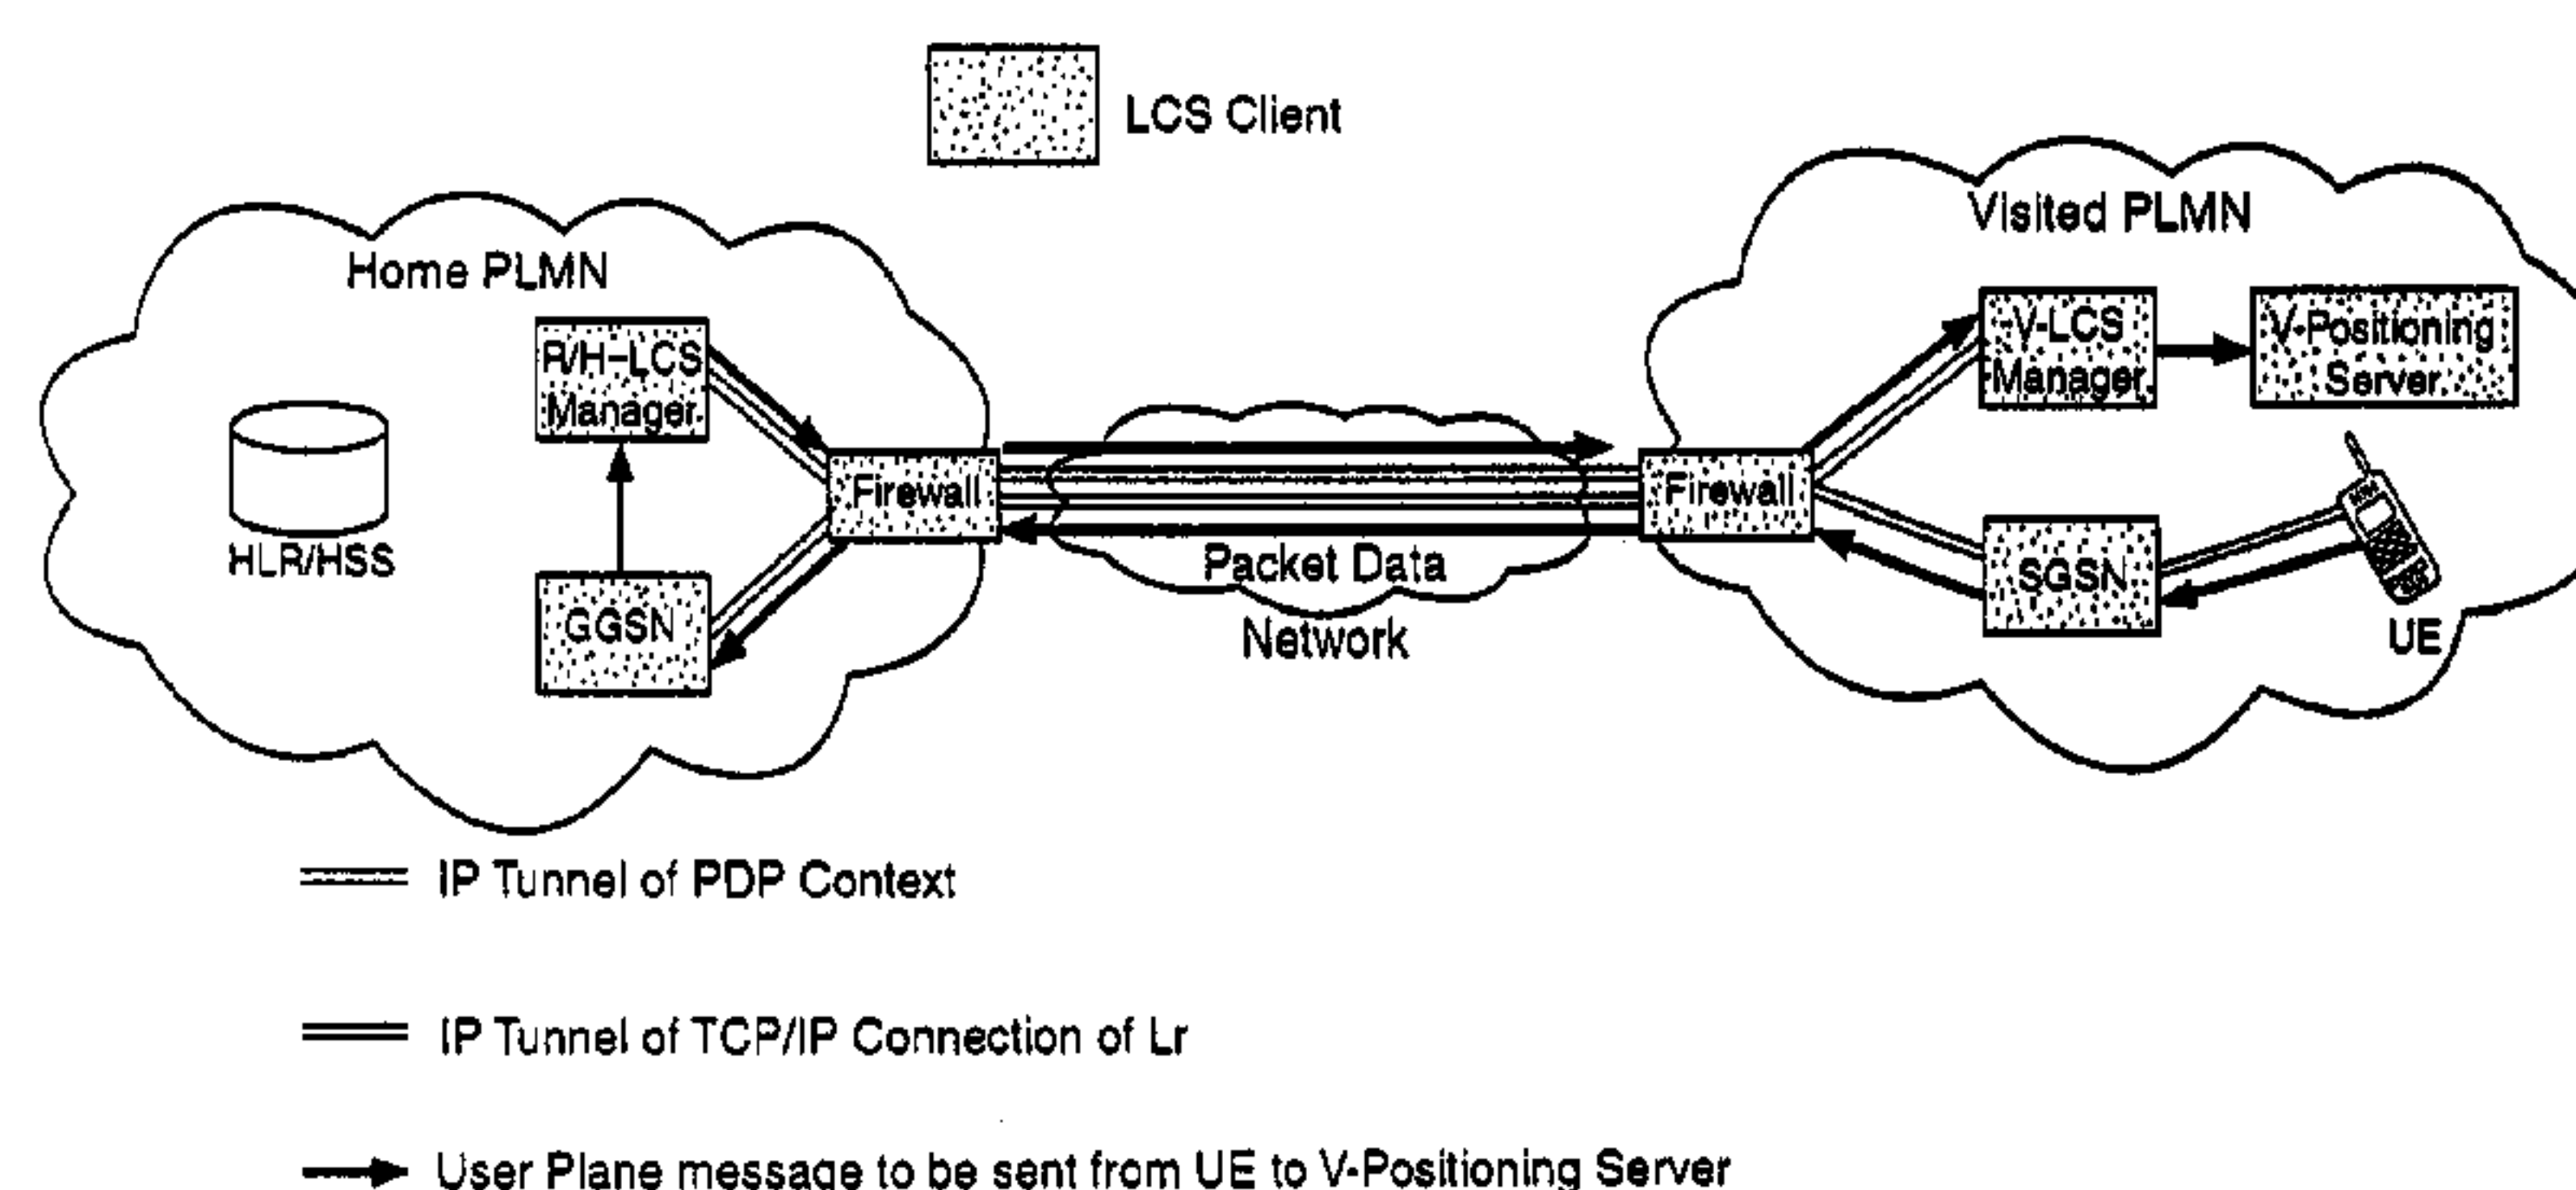 LCS Client
Visited PLMN
Home PLMN
R/H-LCS
Manager
V-LCS
Manager
V-Positioning
Server
HLR/HSS
Firewall
Firewall
GGSN
SGSN
Packet Data
Network
UE
IP Tunnel of PDP Context
IP Tunnel of TCP/IP Connection of Lr
User Plane message to be sent from UE to V-Positioning Server